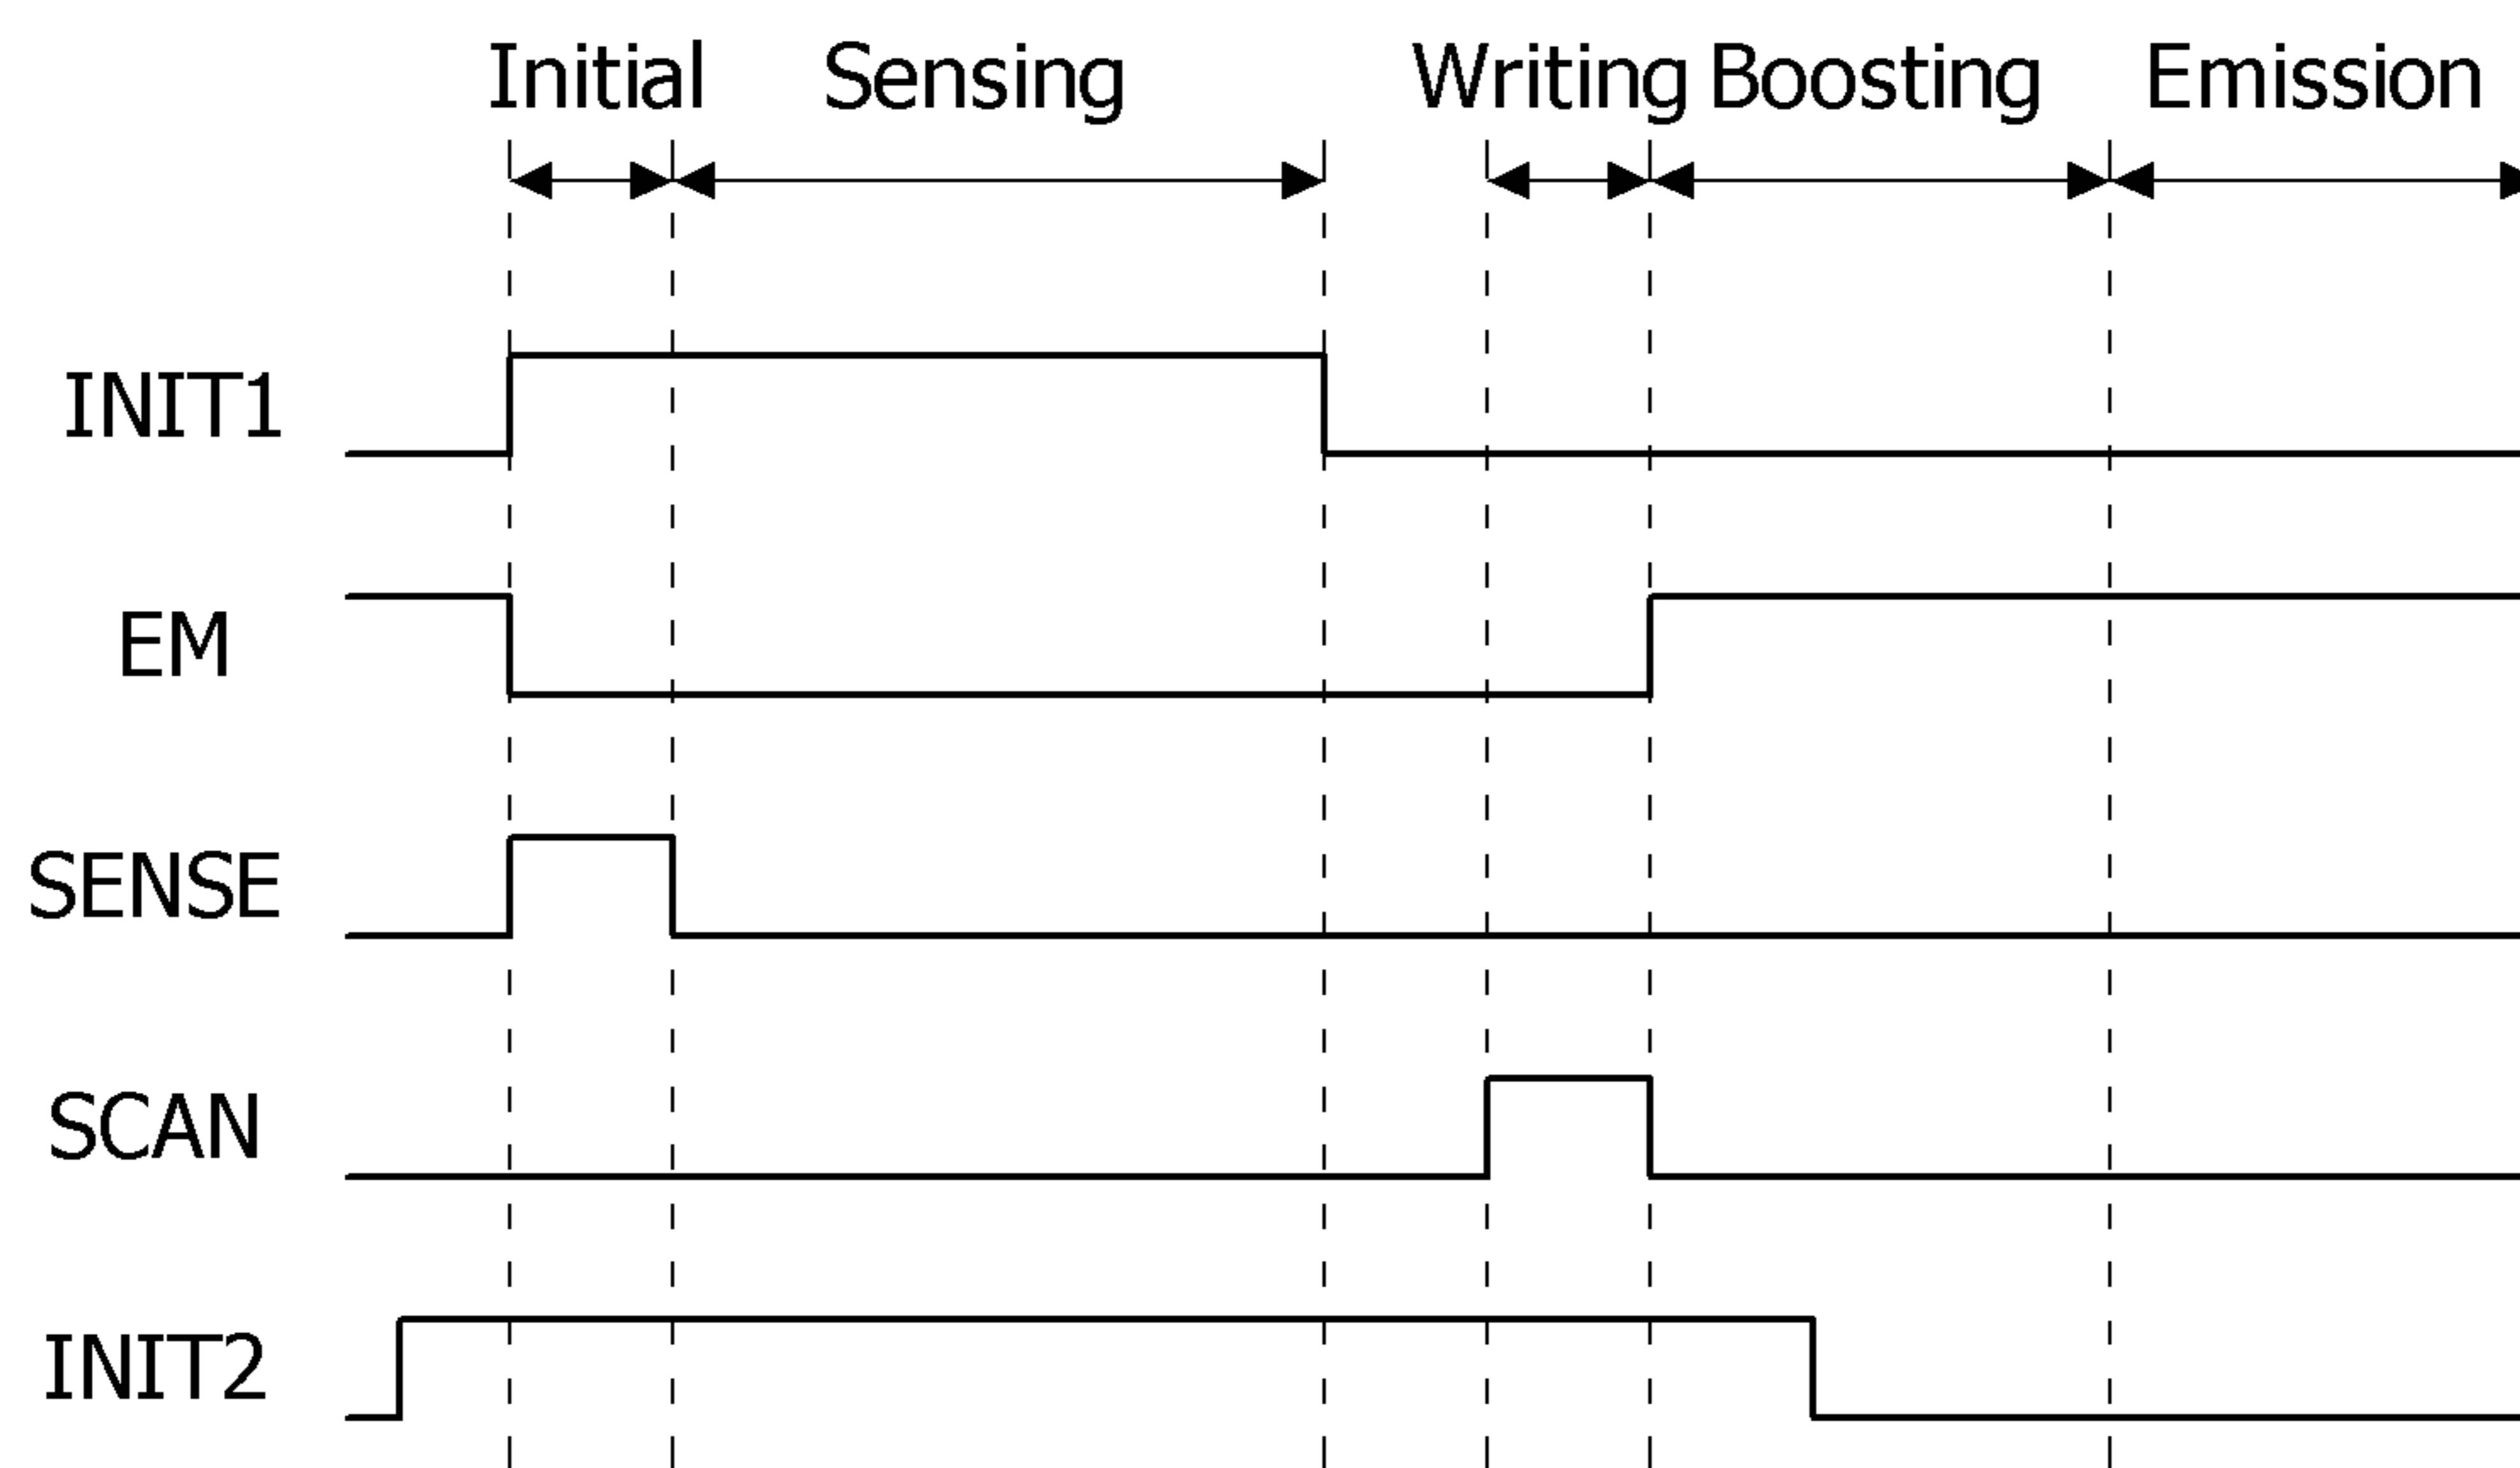 Initial Sensing Writing Boosting Emission
INIT1
EM
SENSE
SCAN
INIT2